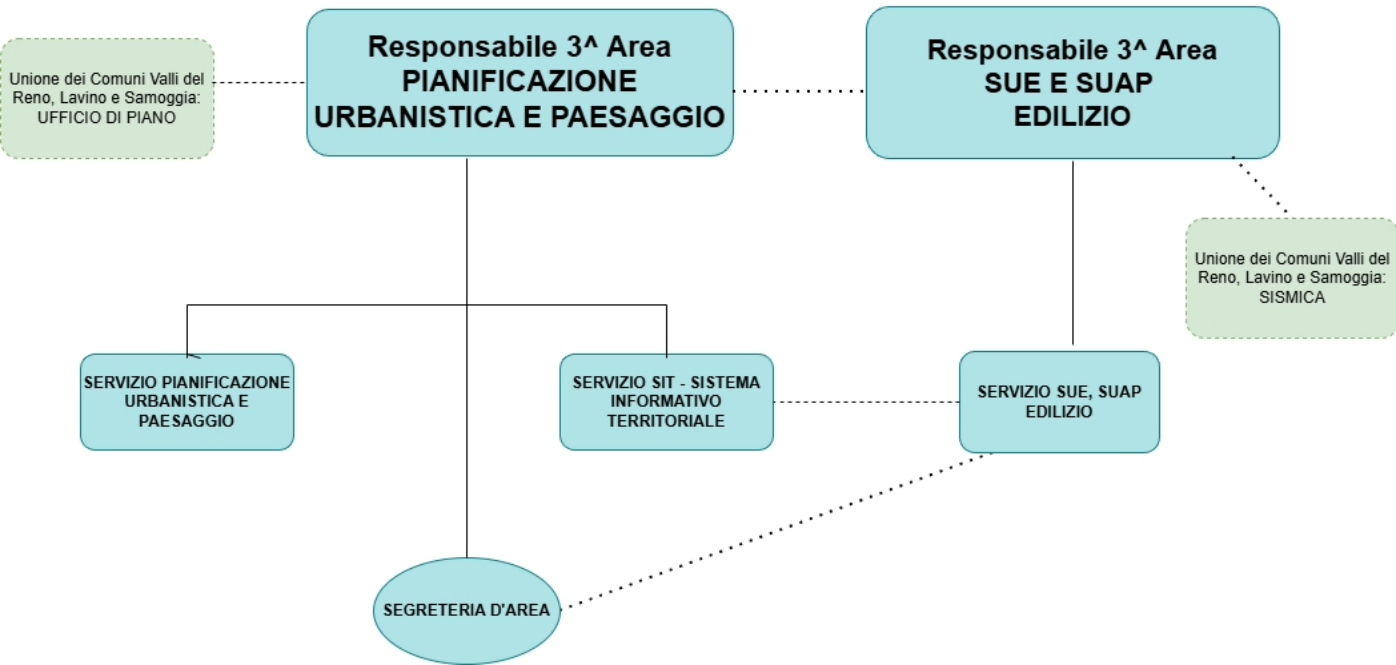 Responsabile 3^ Area
PIANIFICAZIONE
URBANISTICA E PAESAGGIO
Responsabile 3^ Area
SUE E SUAP
EDILIZIO
Unione dei Comuni Valli del
Reno, Lavino e Samoggia:
UFFICIO DI PIANO
Unione dei Comuni Valli del
Reno, Lavino e Samoggia:
SISMICA
SERVIZIO PIANIFICAZIONE
URBANISTICA E
PAESAGGIO
SERVIZIO SIT - SISTEMA
INFORMATIVO
TERRITORIALE
SERVIZIO SUE, SUAP
EDILIZIO
SEGRETERIA D'AREA